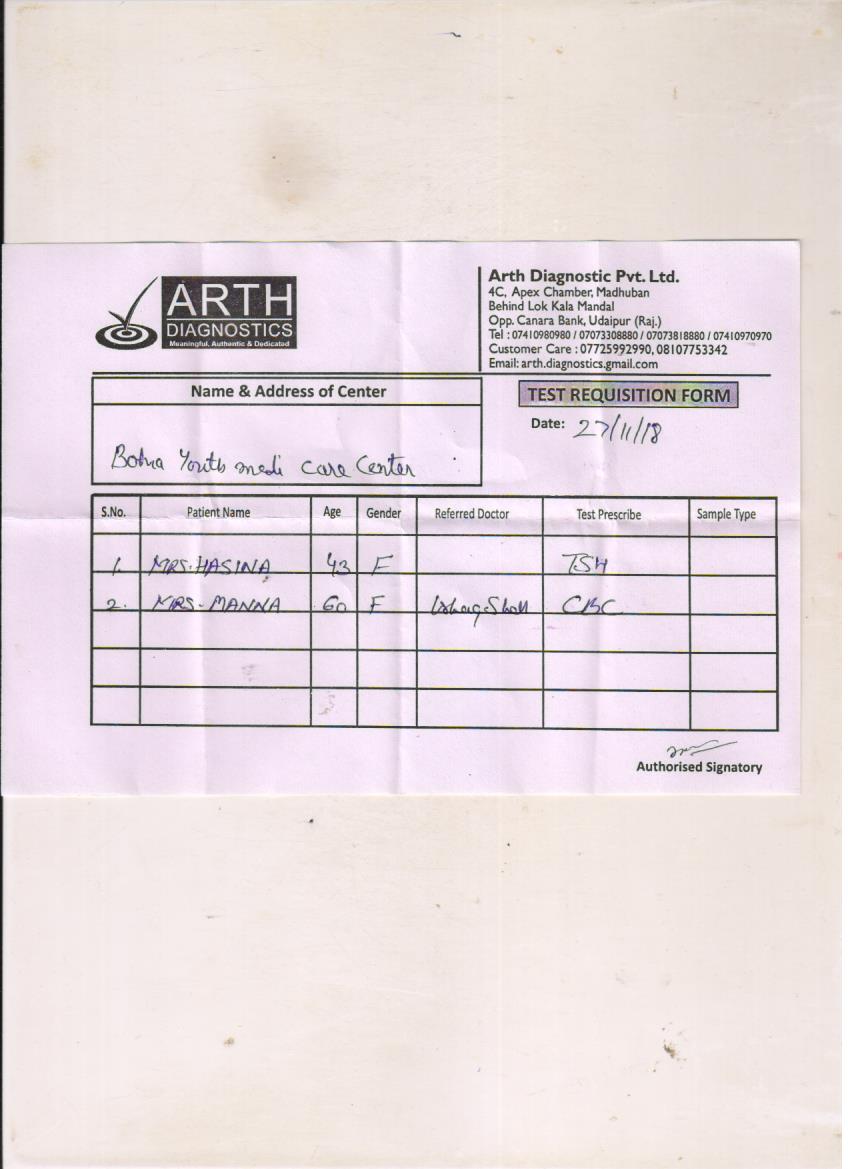 ARTH
DIAGNOSTICS
Meaningful, Authentic & Dedicated
Arth Diagnostic Pvt. Ltd.
4C, Apex Chamber, Madhuban
Behind Lok Kala Mandal
Opp. Canara Bank, Udaipur (Raj.)
Tel : 07410980980 / 07073308880 / 07073818880 / 07410970970
Customer Care : 07725992990, 08107753342
Email: arth.diagnostics.gmail.com
Name & Address of Center
TEST REQUISITION FORM
Date: 27/11/18
Youth medi care Center
S.No. Patient Name Age Gender Referred Doctor Test Prescribe Sample Type
1. MRS. HASINA 43 F TSH
2. MRS. MANNA 60 F CBC
Authorised Signatory